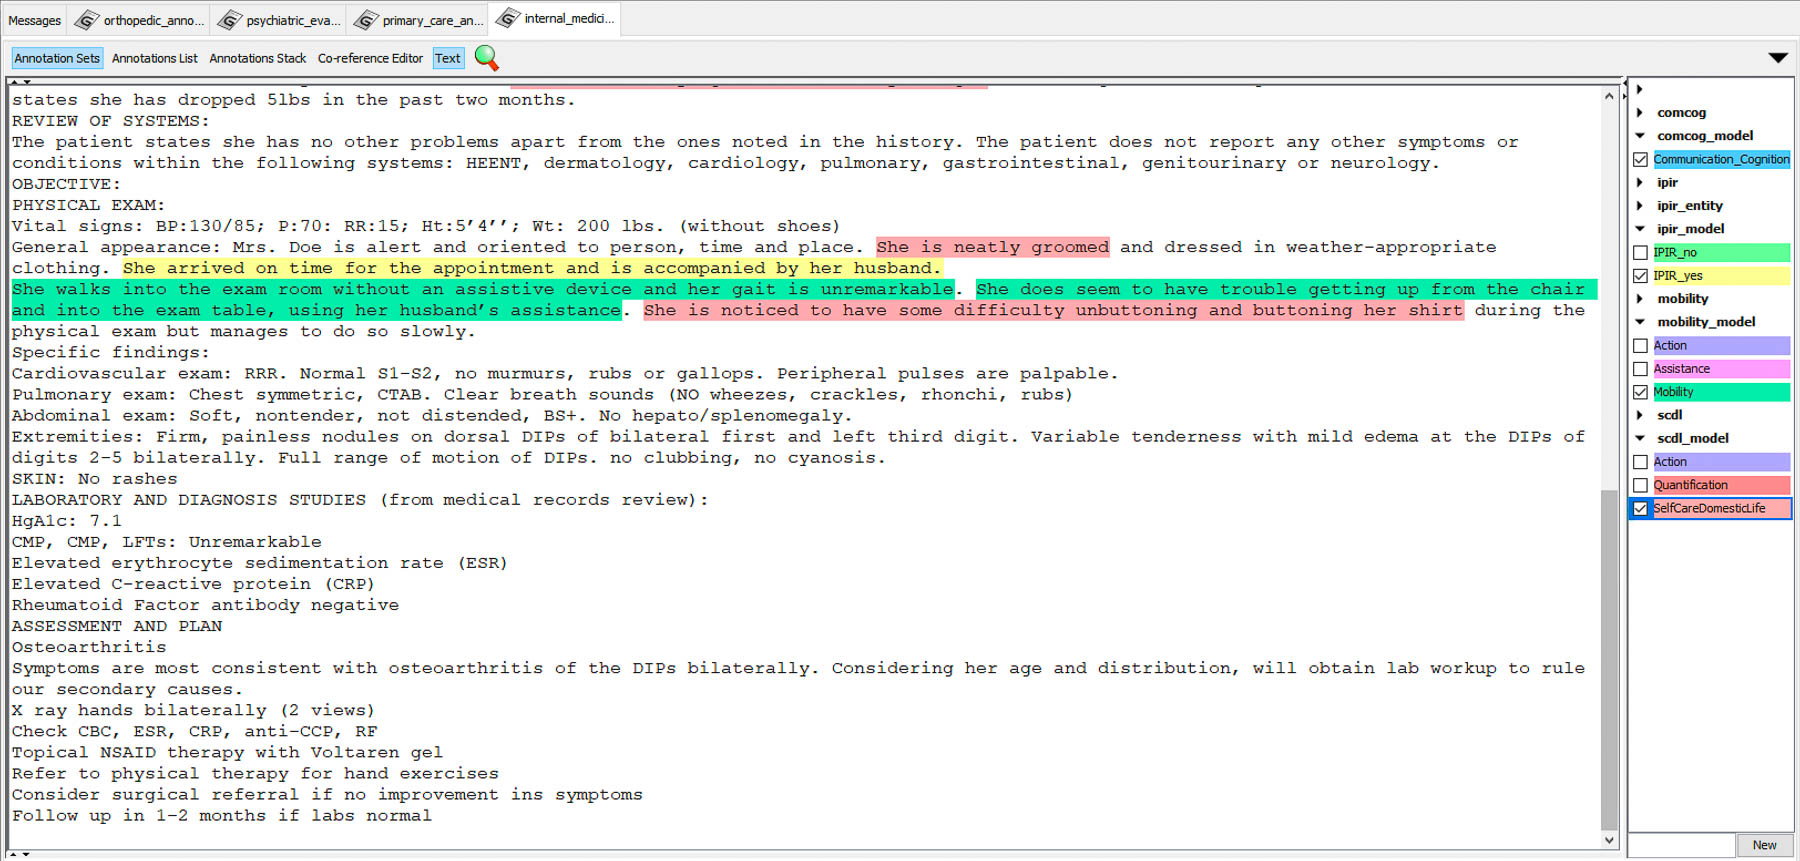 Messages
orthopedic_anno...
psychiatric_eva...
primary_care_an...
internal_medici...
Annotation Sets
Annotations List
Annotations Stack
Co-reference Editor
Text
states she has dropped 5lbs in the past two months.
REVIEW OF SYSTEMS:
The patient states she has no other problems apart from the ones noted in the history. The patient does not report any other symptoms or
conditions within the following systems: HEENT, dermatology, cardiology, pulmonary, gastrointestinal, genitourinary or neurology.
OBJECTIVE:
PHYSICAL EXAM:
Vital signs: BP:130/85; P:70: RR:15; Ht:5’4’’; Wt: 200 lbs. (without shoes)
General appearance: Mrs. Doe is alert and oriented to person, time and place. She is neatly groomed and dressed in weather-appropriate
clothing. She arrived on time for the appointment and is accompanied by her husband.
She walks into the exam room without an assistive device and her gait is unremarkable. She does seem to have trouble getting up from the chair
and into the exam table, using her husband’s assistance. She is noticed to have some difficulty unbuttoning and buttoning her shirt during the
physical exam but manages to do so slowly.
Specific findings:
Cardiovascular exam: RRR. Normal S1-S2, no murmurs, rubs or gallops. Peripheral pulses are palpable.
Pulmonary exam: Chest symmetric, CTAB. Clear breath sounds (NO wheezes, crackles, rhonchi, rubs)
Abdominal exam: Soft, nontender, not distended, BS+. No hepato/splenomegaly.
Extremities: Firm, painless nodules on dorsal DIPs of bilateral first and left third digit. Variable tenderness with mild edema at the DIPs of
digits 2-5 bilaterally. Full range of motion of DIPs. no clubbing, no cyanosis.
SKIN: No rashes
LABORATORY AND DIAGNOSIS STUDIES (from medical records review):
HgA1c: 7.1
CMP, CMP, LFTs: Unremarkable
Elevated erythrocyte sedimentation rate (ESR)
Elevated C-reactive protein (CRP)
Rheumatoid Factor antibody negative
ASSESSMENT AND PLAN
Osteoarthritis
Symptoms are most consistent with osteoarthritis of the DIPs bilaterally. Considering her age and distribution, will obtain lab workup to rule
our secondary causes.
X ray hands bilaterally (2 views)
Check CBC, ESR, CRP, anti-CCP, RF
Topical NSAID therapy with Voltaren gel
Refer to physical therapy for hand exercises
Consider surgical referral if no improvement ins symptoms
Follow up in 1-2 months if labs normal
comcog
comcog_model
Communication_Cognition
ipir
ipir_entity
ipir_model
IPIR_no
IPIR_yes
mobility
mobility_model
Action
Assistance
Mobility
scdl
scdl_model
Action
Quantification
SelfCareDomesticLife
New